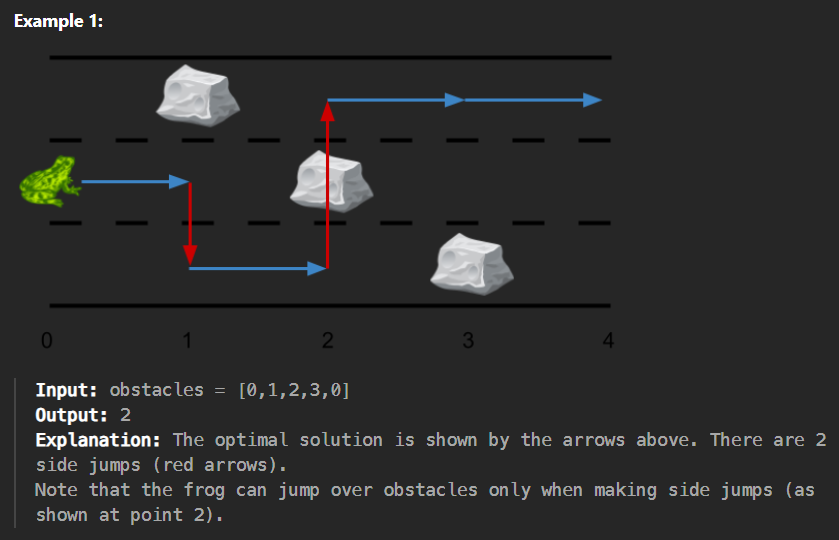 Example 1:
0 1 2 3 4
Input: obstacles = [0,1,2,3,0]
Output: 2
Explanation: The optimal solution is shown by the arrows above. There are 2
side jumps (red arrows).
Note that the frog can jump over obstacles only when making side jumps (as
shown at point 2).